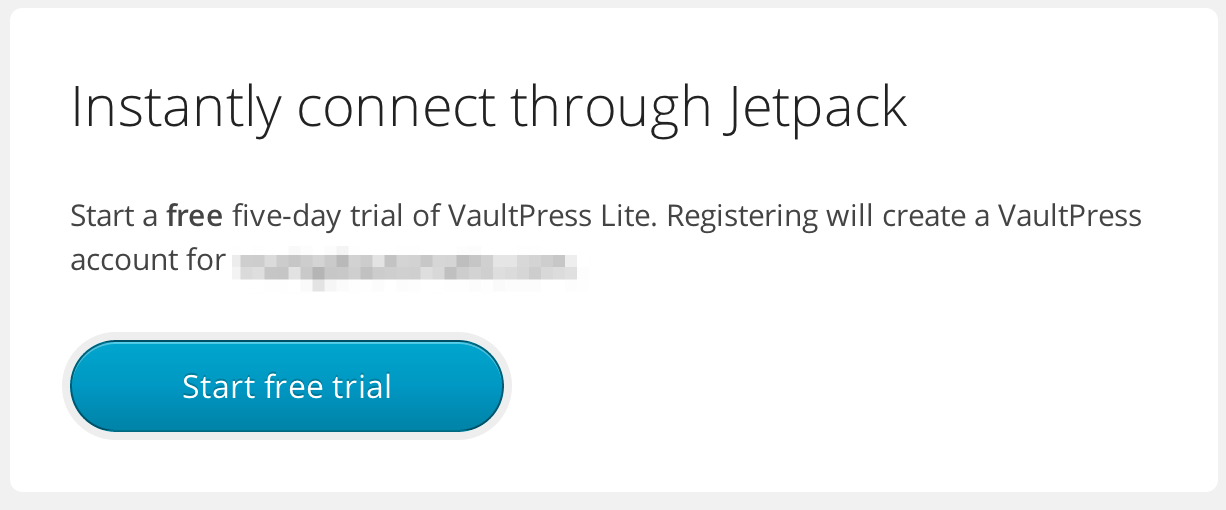 Instantly connect through Jetpack
Start a free five-day trial of VaultPress Lite. Registering will create a VaultPress
account for
Start free trial